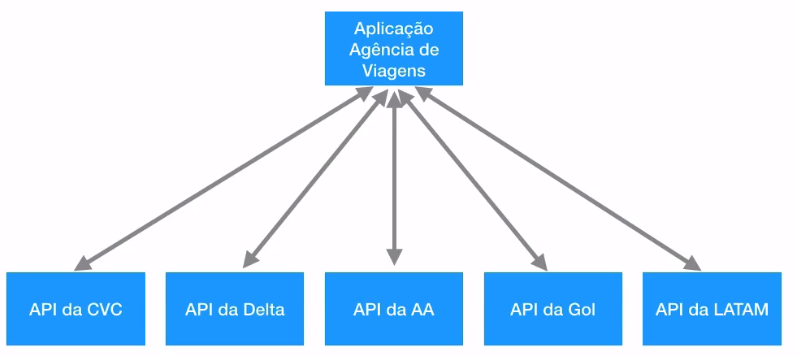 Aplicação
Agência de
Viagens
API da CVC
API da Delta
API da AA
API da Gol
API da LATAM